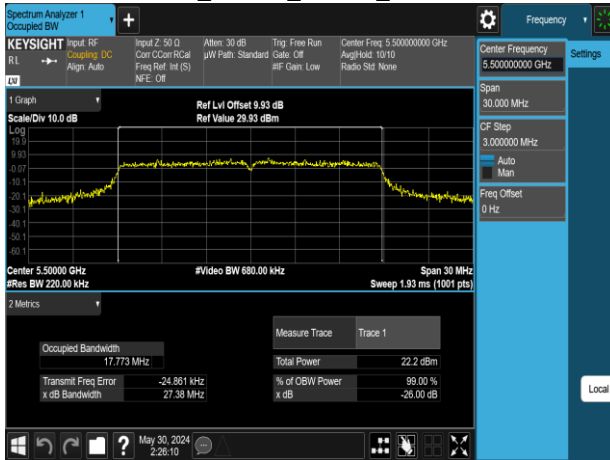 Spectrum Analyzer 1
Occupied BW
Frequency
KEYSIGHT
RL
LXI
Input: RF
Coupling: DC
Align: Auto
Input Z: 50 Ω
Corr CCorr RCal
Freq Ref: Int (S)
NFE: Off
Atten: 30 dB
µW Path: Standard
Trig: Free Run
Gate: Off
#IF Gain: Low
Center Freq: 5.500000000 GHz
Avg|Hold: 10/10
Radio Std: None
Center Frequency
5.500000000 GHz
Settings
Span
30.000 MHz
CF Step
3.000000 MHz
Auto
Man
Freq Offset
0 Hz
Local
1 Graph
Scale/Div 10.0 dB
Ref Lvl Offset 9.93 dB
Ref Value 29.93 dBm
Log
19.9
9.93
-0.07
-10.1
-20.1
-30.1
-40.1
-50.1
-60.1
Center 5.50000 GHz
#Video BW 680.00 kHz
Span 30 MHz
#Res BW 220.00 kHz
Sweep 1.93 ms (1001 pts)
2 Metrics
Measure Trace
Trace 1
Occupied Bandwidth
17.773 MHz
Total Power
22.2 dBm
Transmit Freq Error
-24.861 kHz
% of OBW Power
99.00 %
x dB Bandwidth
27.38 MHz
x dB
-26.00 dB
May 30, 2024
2:26:10